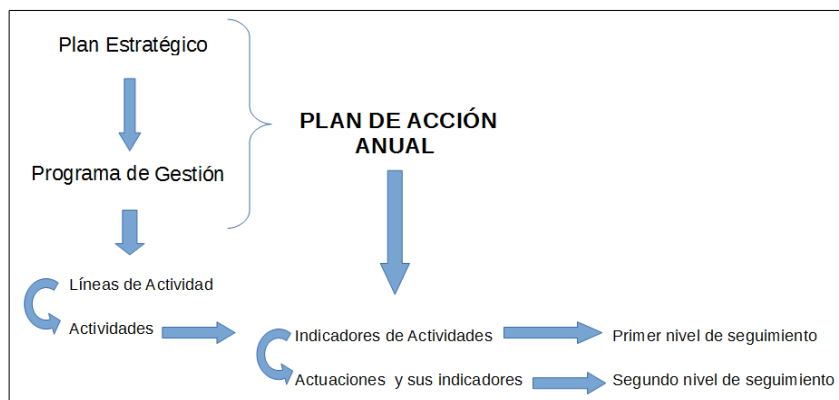 Plan Estratégico
PLAN DE ACCIÓN
ANUAL
Programa de Gestión
Líneas de Actividad
Actividades
Indicadores de Actividades
Primer nivel de seguimiento
Actuaciones y sus indicadores
Segundo nivel de seguimiento